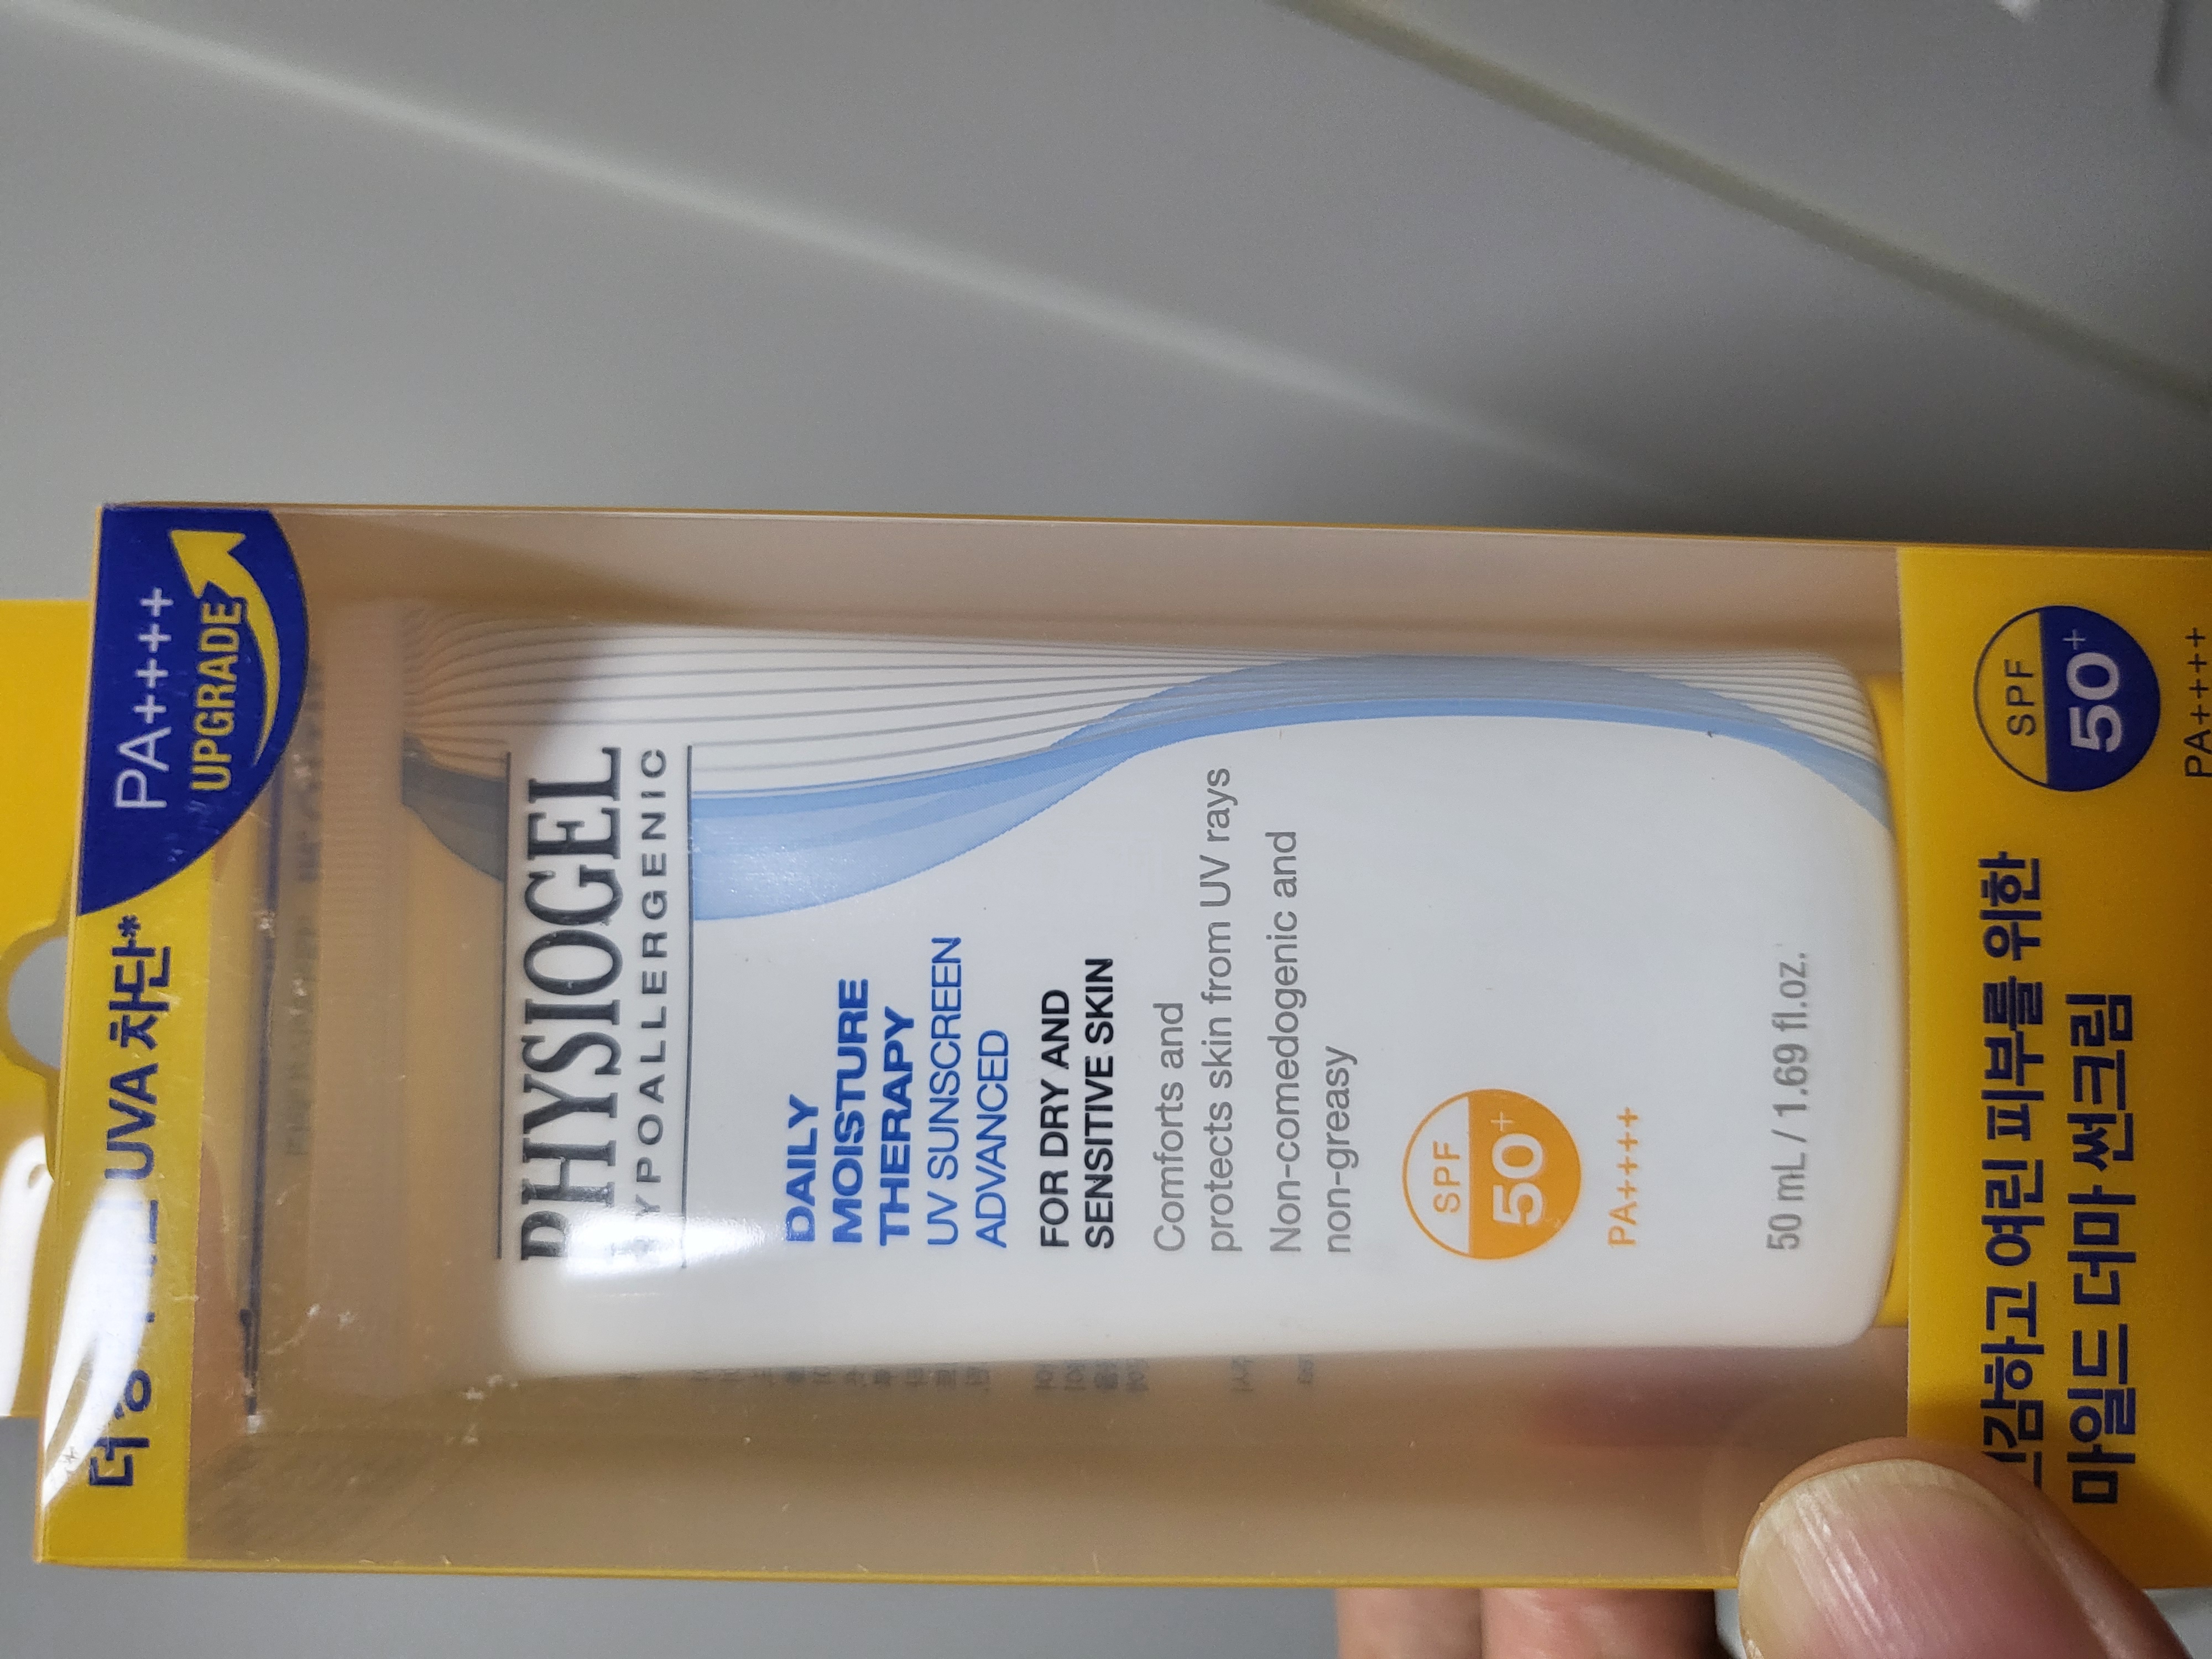 PA++++
UPGRADE
UVA 차단*
PHYSIOGEL
HYPOALLERGENIC
DAILY
MOISTURE
THERAPY
UV SUNSCREEN
ADVANCED
FOR DRY AND
SENSITIVE SKIN
Comforts and
protects skin from UV rays
Non-comedogenic and
non-greasy
SPF
50+
PA++++
50 mL / 1.69 fl.oz.
민감하고 여린 피부를 위한
마일드 더마 썬크림
SPF
50+
PA++++